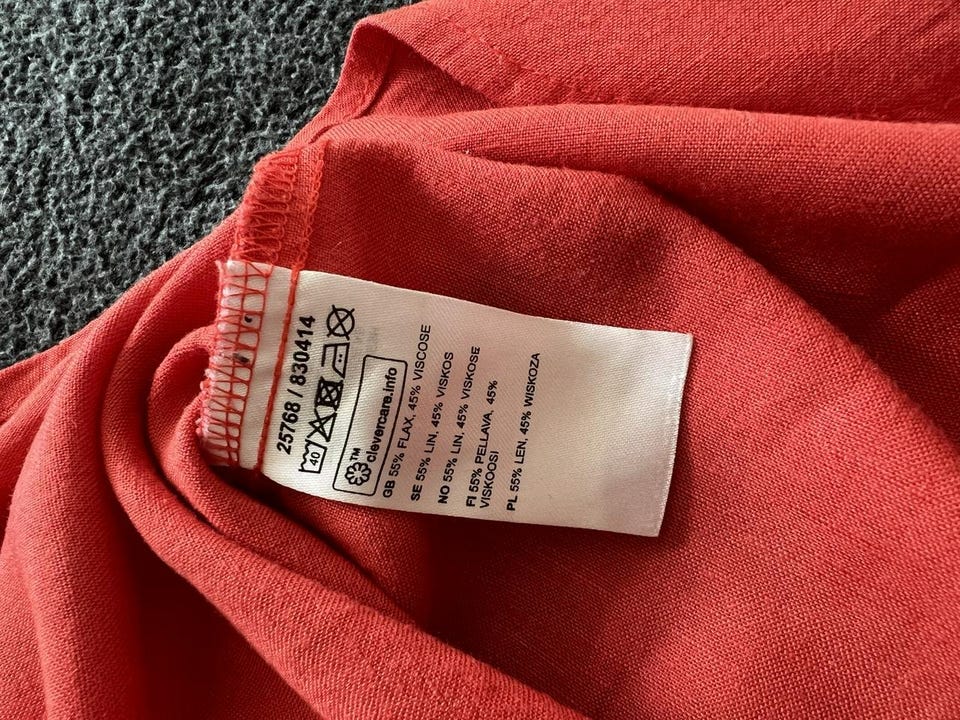 25768 / 830414
40
™
clevercare.info
GB 55% FLAX, 45% VISCOSE
SE 55% LIN, 45% VISKOS
NO 55% LIN, 45% VISKOSE
FI 55% PELLAVA, 45%
VISKOOSI
PL 55% LEN, 45% WISKOZA